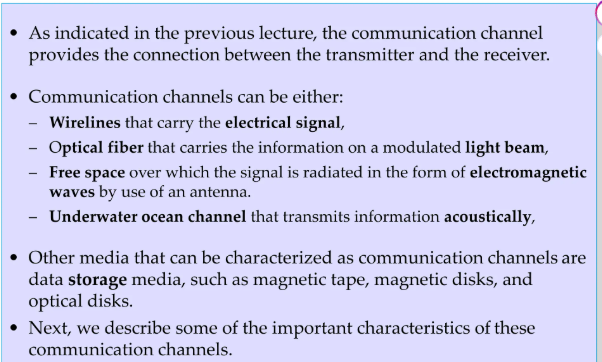 • As indicated in the previous lecture, the communication channel
provides the connection between the transmitter and the receiver.
• Communication channels can be either:
– Wirelines that carry the electrical signal,
– Optical fiber that carries the information on a modulated light beam,
– Free space over which the signal is radiated in the form of electromagnetic
waves by use of an antenna.
– Underwater ocean channel that transmits information acoustically,
• Other media that can be characterized as communication channels are
data storage media, such as magnetic tape, magnetic disks, and
optical disks.
• Next, we describe some of the important characteristics of these
communication channels.